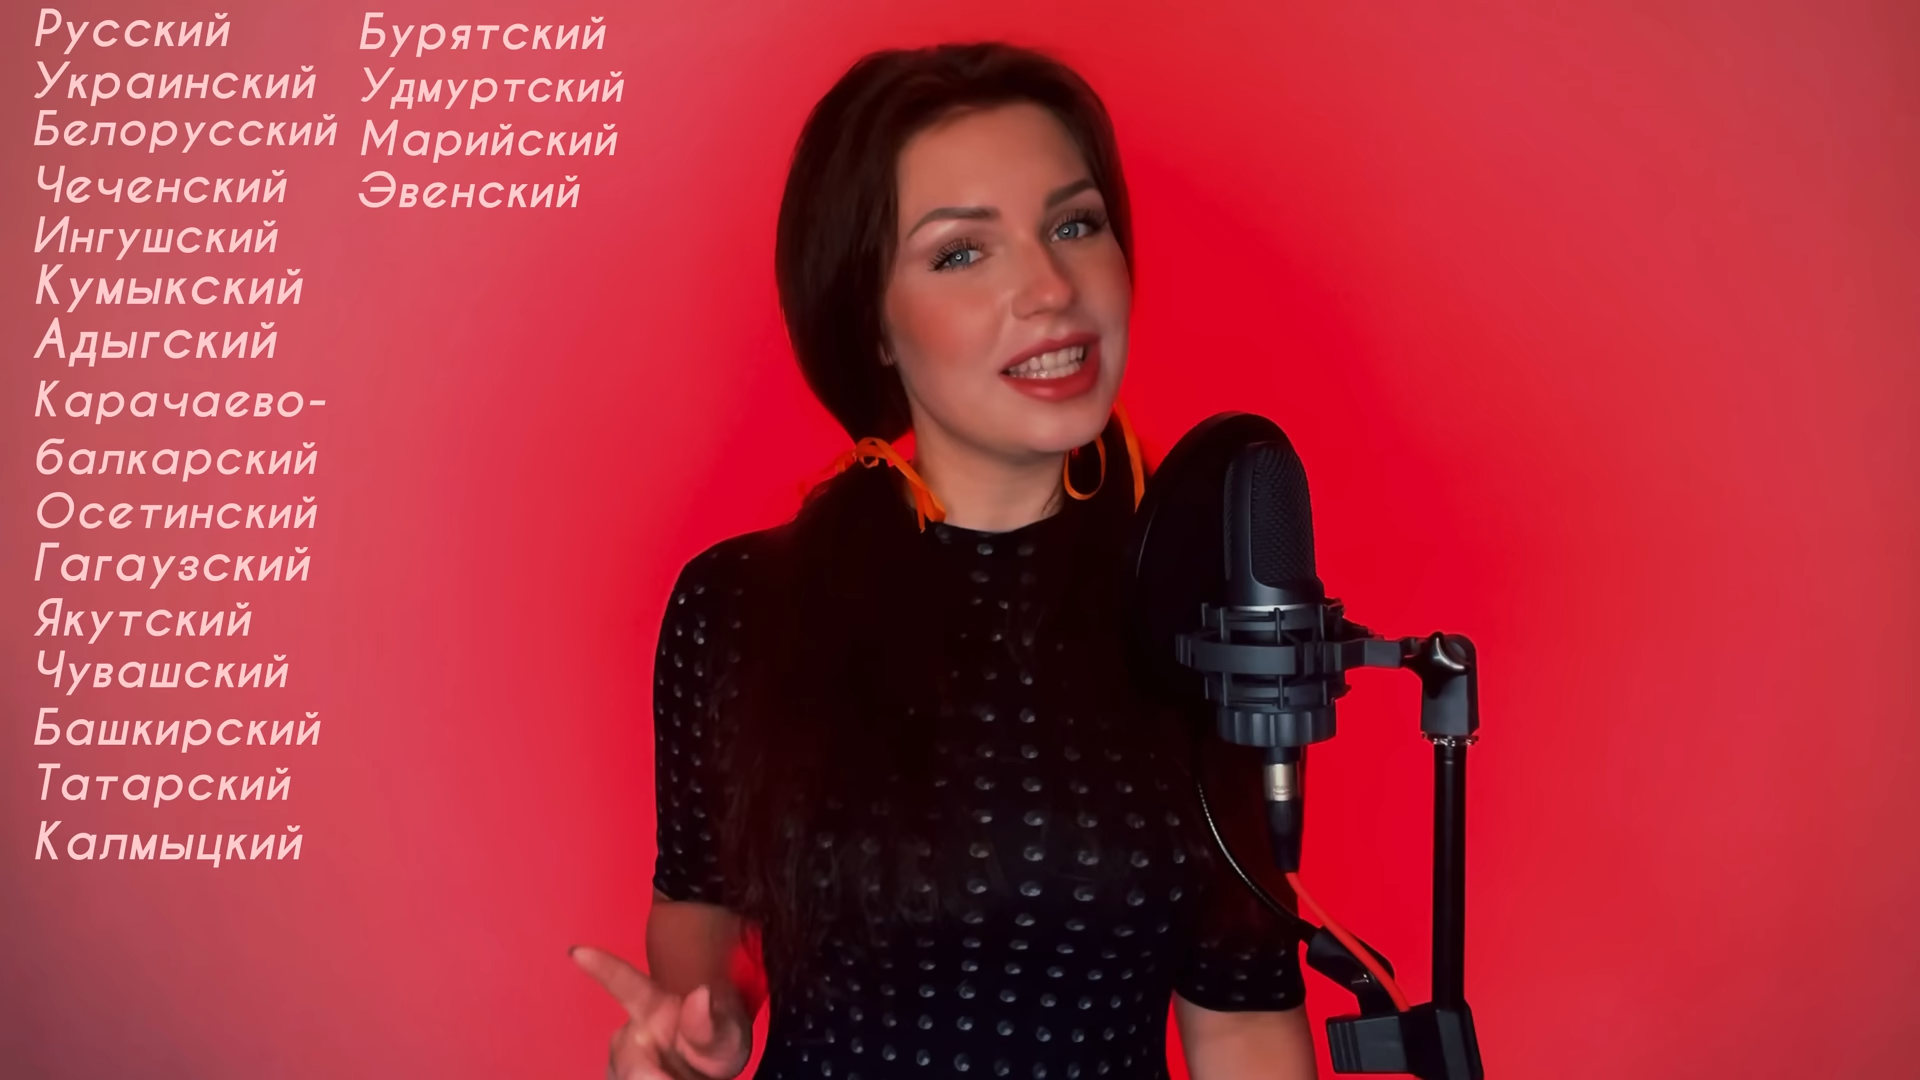 Русский
Украинский
Белорусский
Чеченский
Ингушский
Кумыкский
Адыгский
Карачаево-
балкарский
Осетинский
Гагаузский
Якутский
Чувашский
Башкирский
Татарский
Калмыцкий
Бурятский
Удмуртский
Марийский
Эвенский